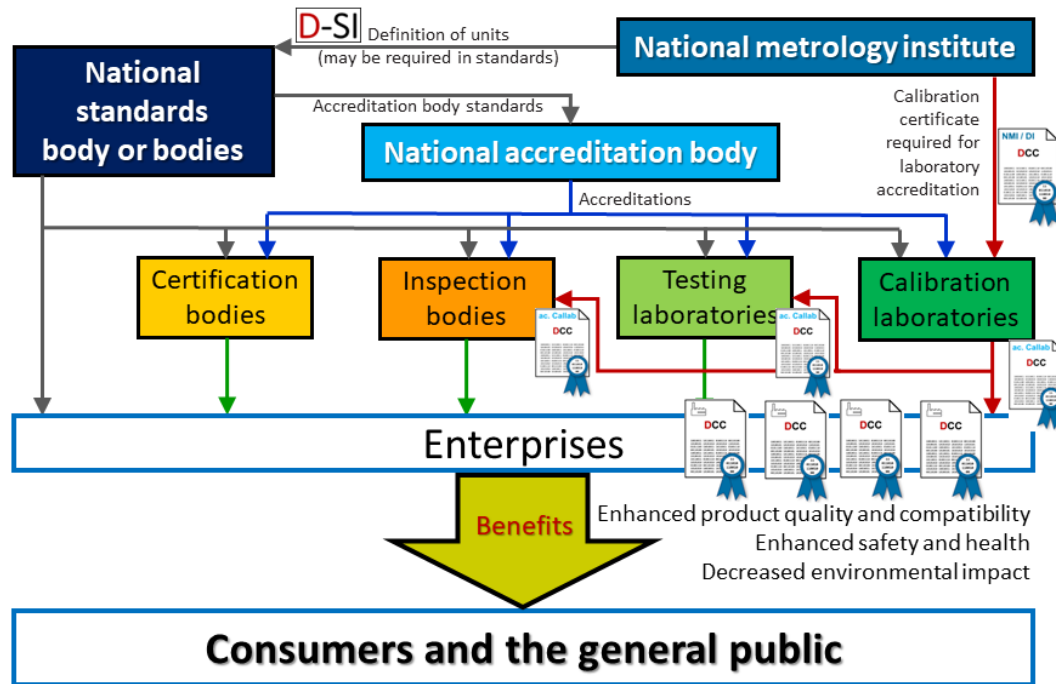 D-SI
Definition of units
(may be required in standards)
National metrology institute
National
standards
body or bodies
Accreditation body standards
National accreditation body
Calibration
certificate
required for
laboratory
accreditation
NMI / DI
DCC
Accreditations
Certification
bodies
Inspection
bodies
Testing
laboratories
Calibration
laboratories
ac. Callab
DCC
ac. Callab
DCC
ac. Callab
DCC
Enterprises
DCC
DCC
DCC
DCC
Benefits
Enhanced product quality and compatibility
Enhanced safety and health
Decreased environmental impact
Consumers and the general public